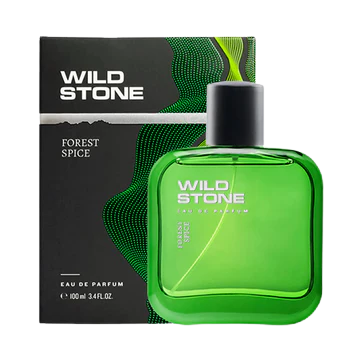 WILD
STONE
FOREST
SPICE
EAU DE PARFUM
℮ 100 ml 3.4 FL.OZ.
WILD
STONE
EAU DE PARFUM
FOREST
SPICE